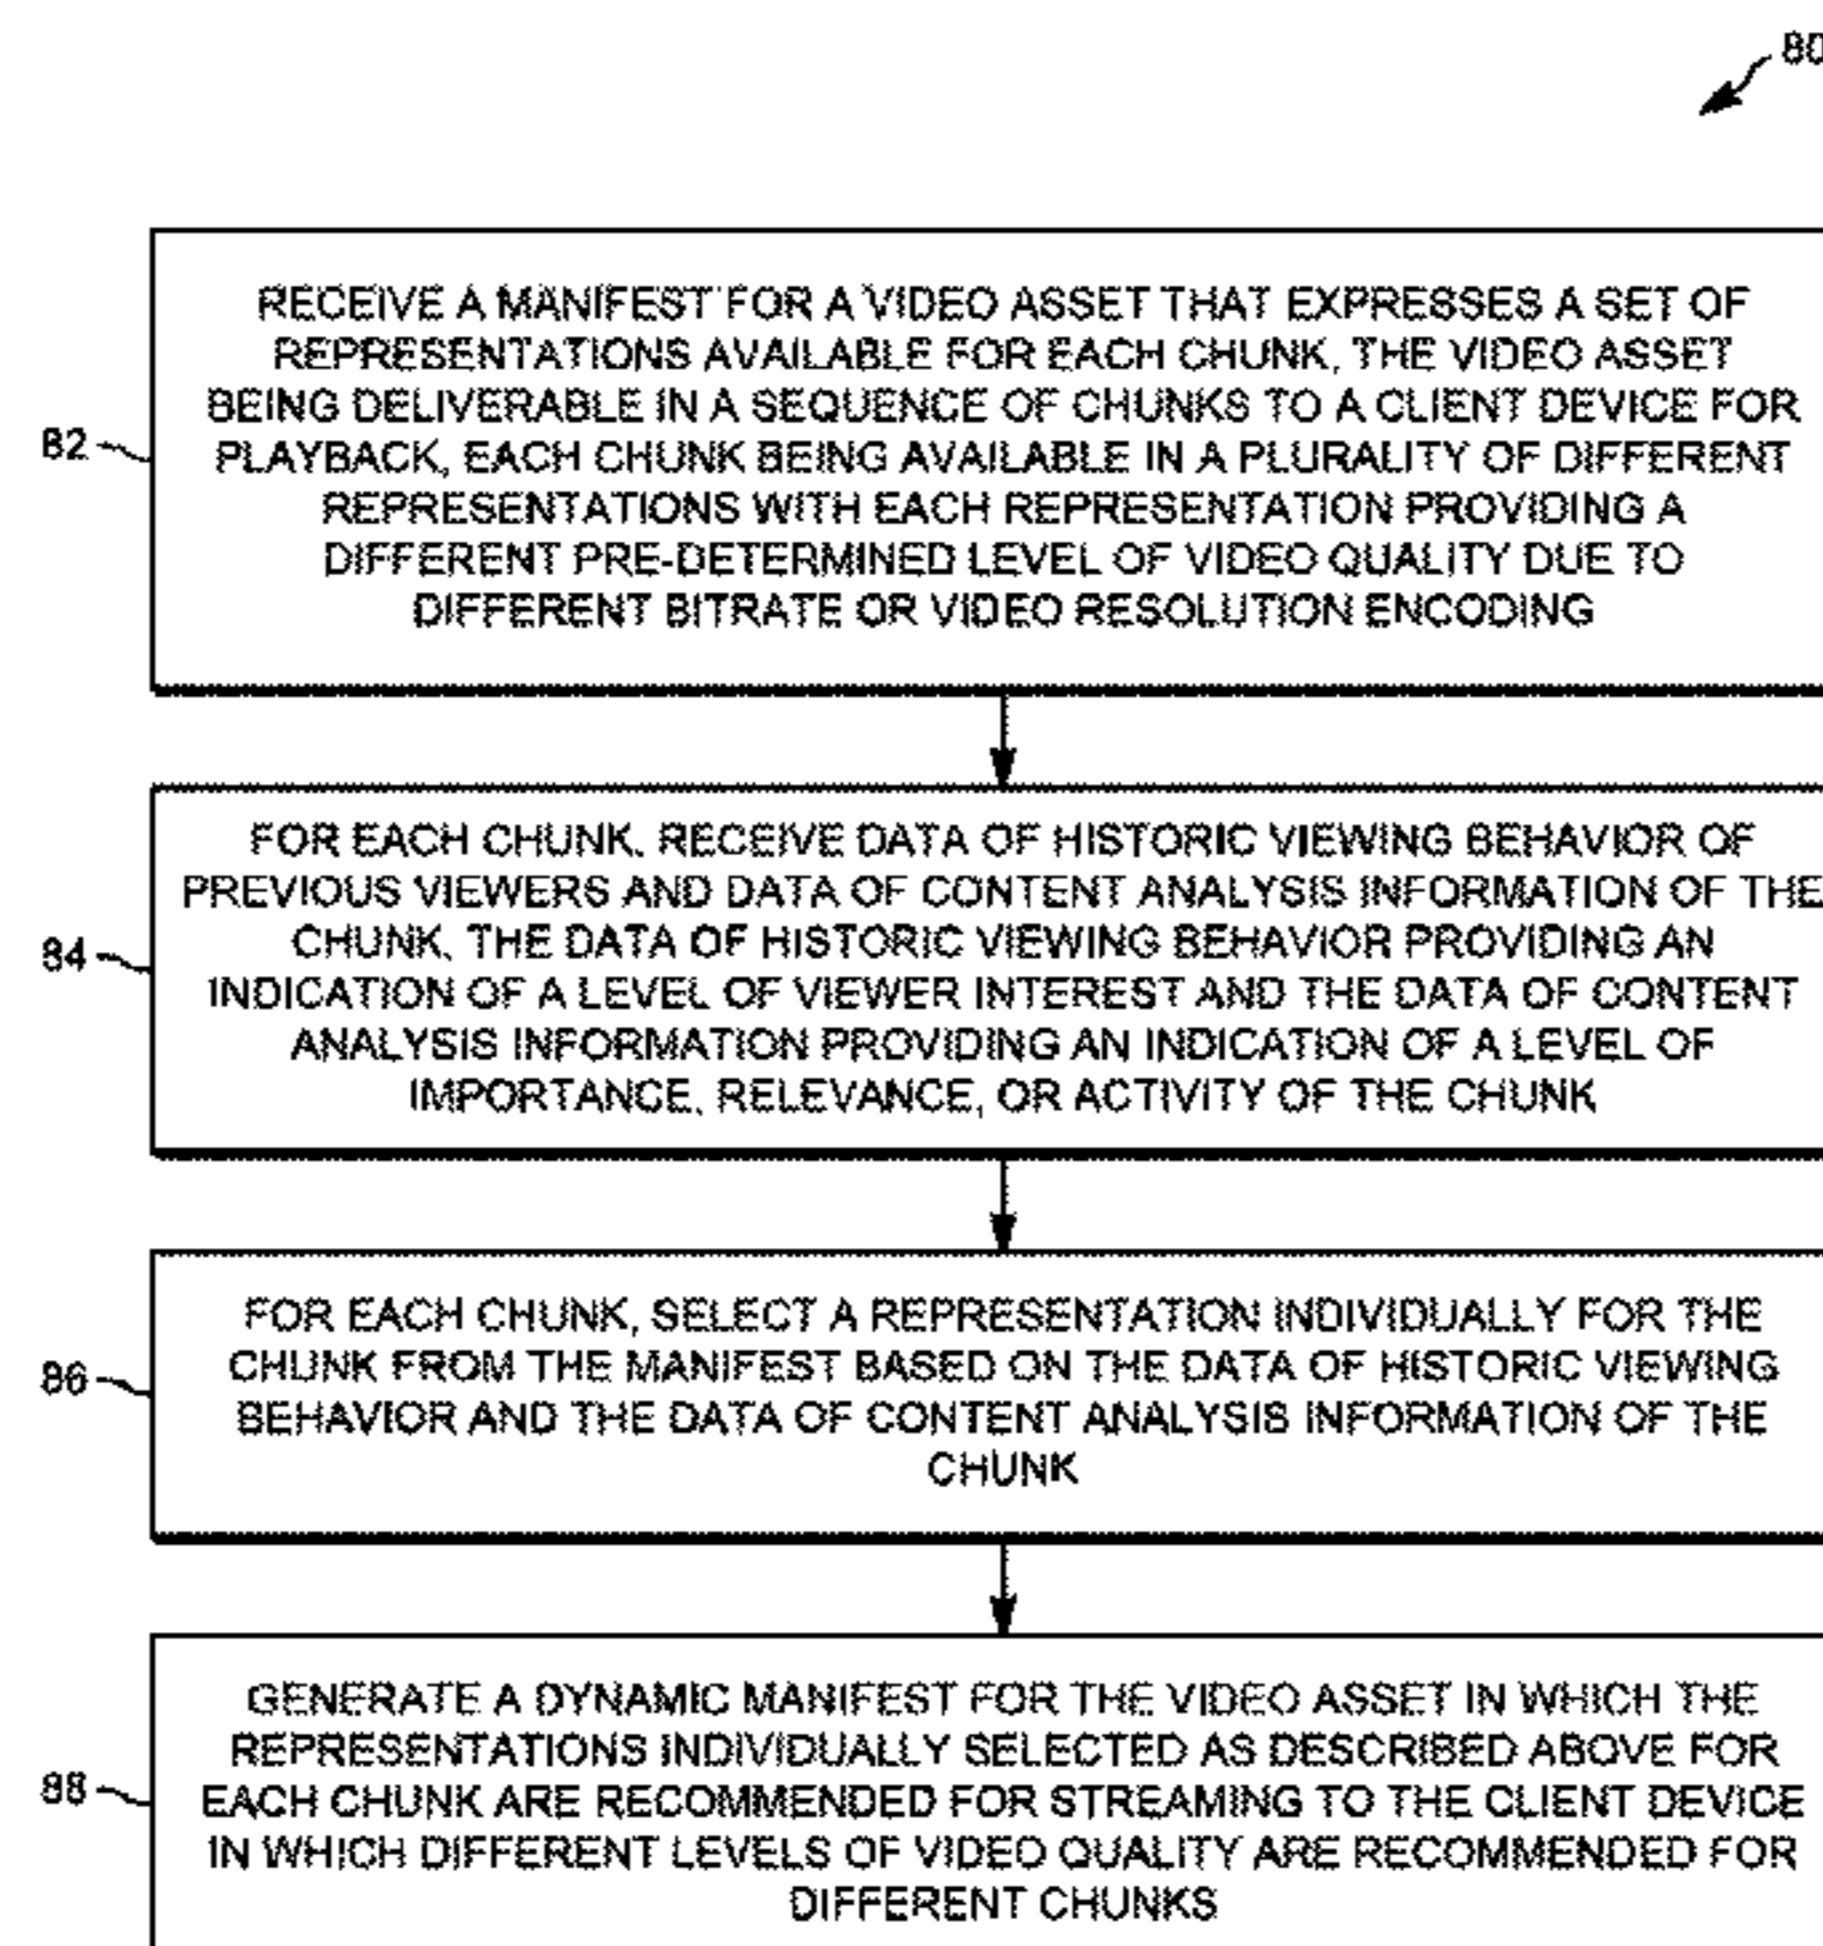 80
RECEIVE A MANIFEST FOR A VIDEO ASSET THAT EXPRESSES A SET OF
REPRESENTATIONS AVAILABLE FOR EACH CHUNK, THE VIDEO ASSET
BEING DELIVERABLE IN A SEQUENCE OF CHUNKS TO A CLIENT DEVICE FOR
PLAYBACK, EACH CHUNK BEING AVAILABLE IN A PLURALITY OF DIFFERENT
REPRESENTATIONS WITH EACH REPRESENTATION PROVIDING A
DIFFERENT PRE-DETERMINED LEVEL OF VIDEO QUALITY DUE TO
DIFFERENT BITRATE OR VIDEO RESOLUTION ENCODING
82
FOR EACH CHUNK, RECEIVE DATA OF HISTORIC VIEWING BEHAVIOR OF
PREVIOUS VIEWERS AND DATA OF CONTENT ANALYSIS INFORMATION OF THE
CHUNK, THE DATA OF HISTORIC VIEWING BEHAVIOR PROVIDING AN
INDICATION OF A LEVEL OF VIEWER INTEREST AND THE DATA OF CONTENT
ANALYSIS INFORMATION PROVIDING AN INDICATION OF A LEVEL OF
IMPORTANCE, RELEVANCE, OR ACTIVITY OF THE CHUNK
84
FOR EACH CHUNK, SELECT A REPRESENTATION INDIVIDUALLY FOR THE
CHUNK FROM THE MANIFEST BASED ON THE DATA OF HISTORIC VIEWING
BEHAVIOR AND THE DATA OF CONTENT ANALYSIS INFORMATION OF THE
CHUNK
86
GENERATE A DYNAMIC MANIFEST FOR THE VIDEO ASSET IN WHICH THE
REPRESENTATIONS INDIVIDUALLY SELECTED AS DESCRIBED ABOVE FOR
EACH CHUNK ARE RECOMMENDED FOR STREAMING TO THE CLIENT DEVICE
IN WHICH DIFFERENT LEVELS OF VIDEO QUALITY ARE RECOMMENDED FOR
DIFFERENT CHUNKS
88